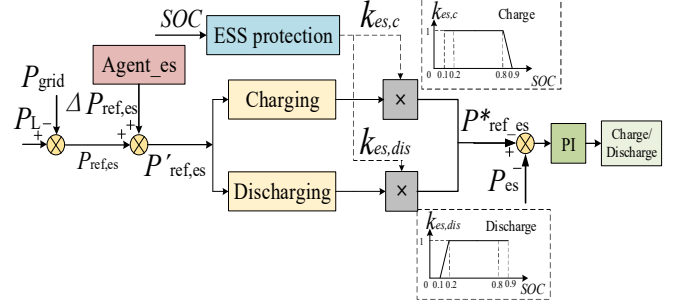 SOC
ESS protection
k_es,c
Agent_es
P_grid
ΔP_ref,es
P_L
−
+
P_ref,es
+
+
P′_ref,es
Charging
Discharging
×
×
k_es,dis
P*_ref_es
+
−
P_es
PI
Charge/
Discharge
k_es,c
Charge
1
0 0.1 0.2 0.8 0.9
SOC
k_es,dis
Discharge
1
0 0.1 0.2 0.8 0.9
SOC